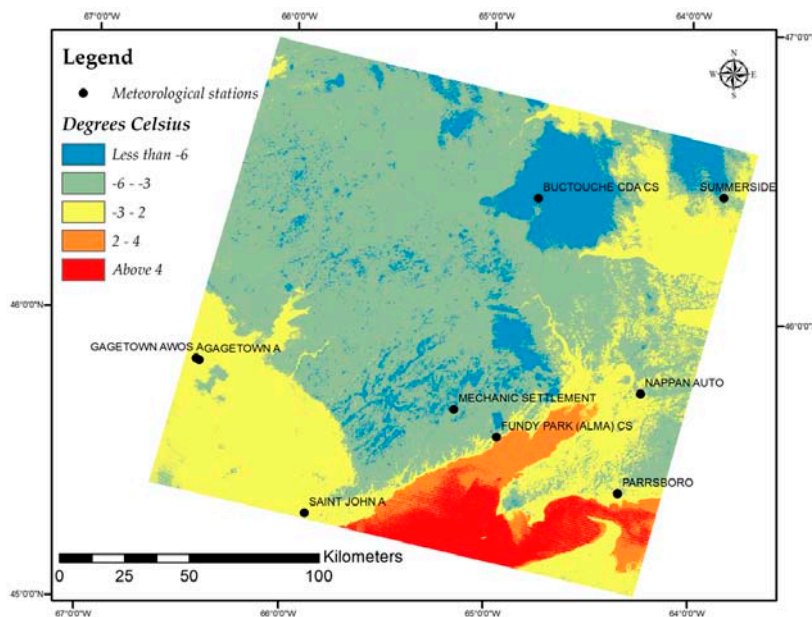 67°0'0"W 66°0'0"W 65°0'0"W 64°0'0"W
47°0'0"N
Legend
Meteorological stations
Degrees Celsius
Less than -6
-6 - -3
-3 - 2
2 - 4
Above 4
N
W E
S
BUCTOUCHE CDA CS
SUMMERSIDE
46°0'0"N
46°0'0"N
GAGETOWN AWOS A
GAGETOWN A
NAPPAN AUTO
MECHANIC SETTLEMENT
FUNDY PARK (ALMA) CS
PARRSBORO
SAINT JOHN A
Kilometers
0 25 50 100
45°0'0"N
45°0'0"N
67°0'0"W 66°0'0"W 65°0'0"W 64°0'0"W